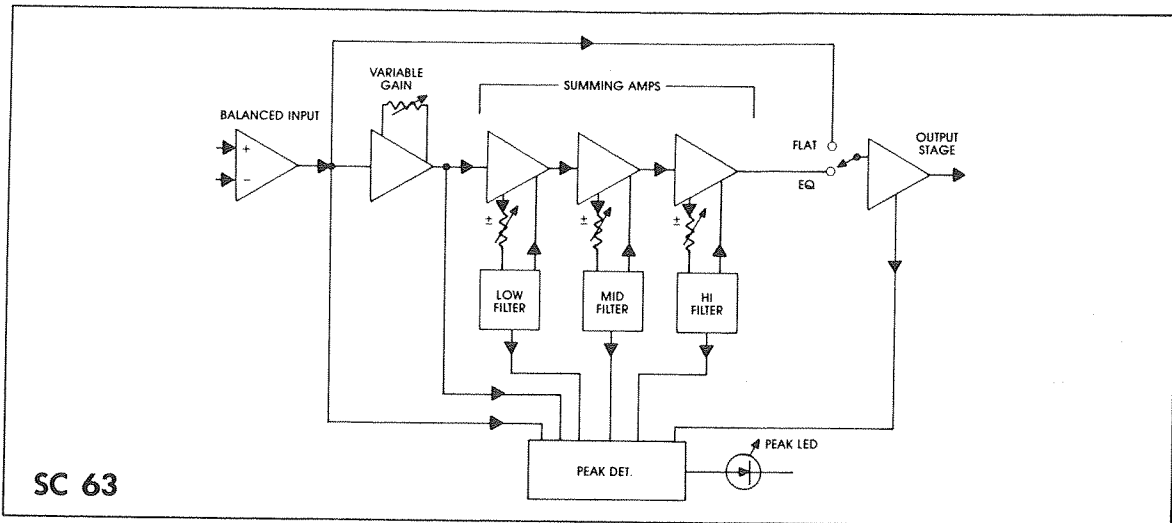 VARIABLE
GAIN
SUMMING AMPS
BALANCED INPUT
+
−
FLAT
EQ
OUTPUT
STAGE
±
±
±
LOW
FILTER
MID
FILTER
HI
FILTER
PEAK DET.
PEAK LED
SC 63